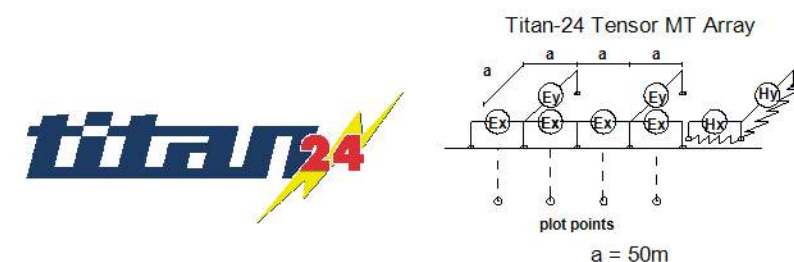 titan24
Titan-24 Tensor MT Array
a a a
a
Ey Ey Hy
Ex Ex Ex Ex Hx
plot points
a = 50m